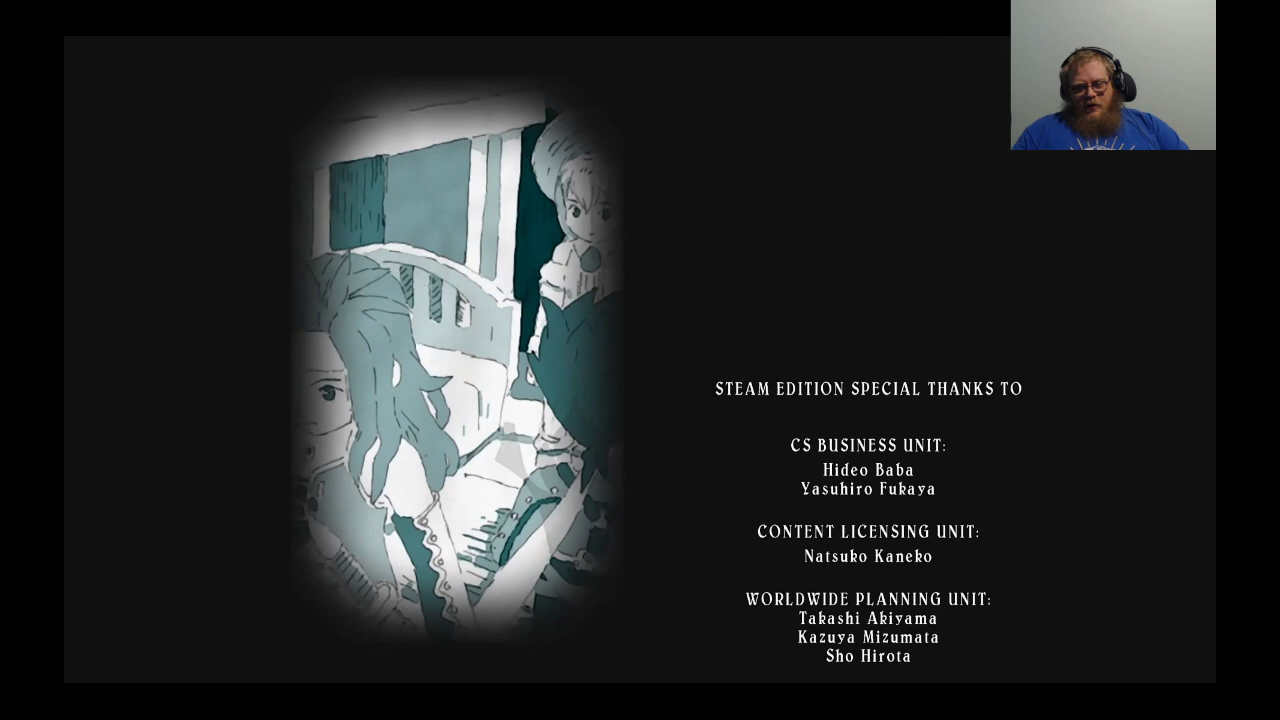 STEAM EDITION SPECIAL THANKS TO
CS BUSINESS UNIT:
Hideo Baba
Yasuhiro Fukaya
CONTENT LICENSING UNIT:
Natsuko Kaneko
WORLDWIDE PLANNING UNIT:
Takashi Akiyama
Kazuya Mizumata
Sho Hirota